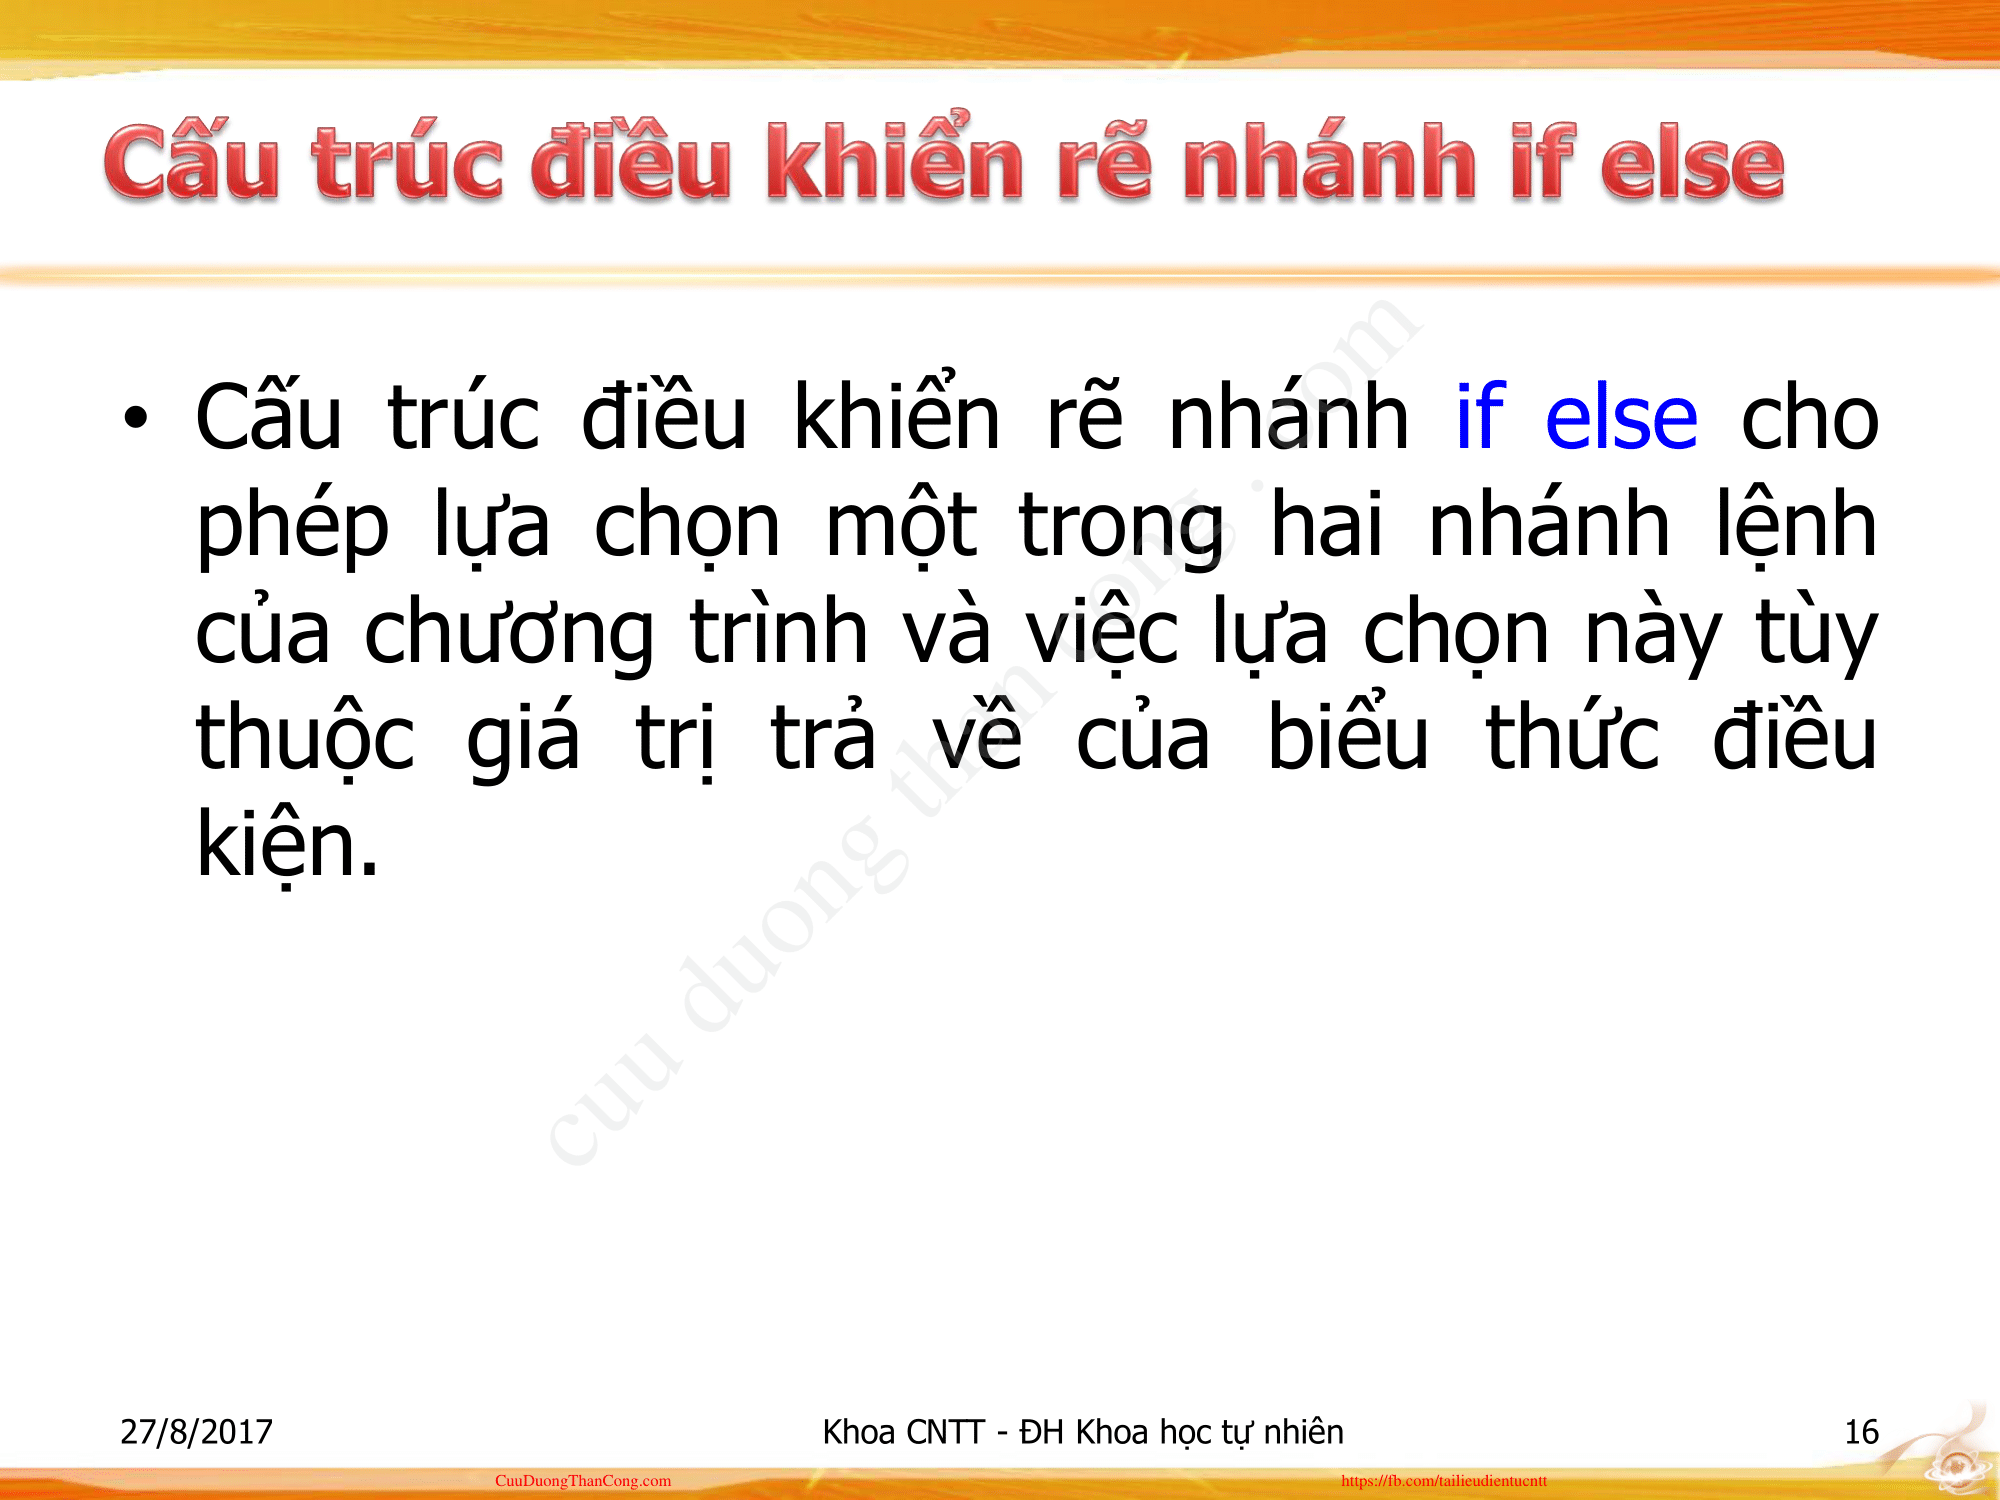 Cấu trúc điều khiển rẽ nhánh if else
• Cấu trúc điều khiển rẽ nhánh if else cho
phép lựa chọn một trong hai nhánh lệnh
của chương trình và việc lựa chọn này tùy
thuộc giá trị trả về của biểu thức điều
kiện.
cuu duong than cong . com
27/8/2017
Khoa CNTT - ĐH Khoa học tự nhiên
16
CuuDuongThanCong.com
https://fb.com/tailieudientucntt